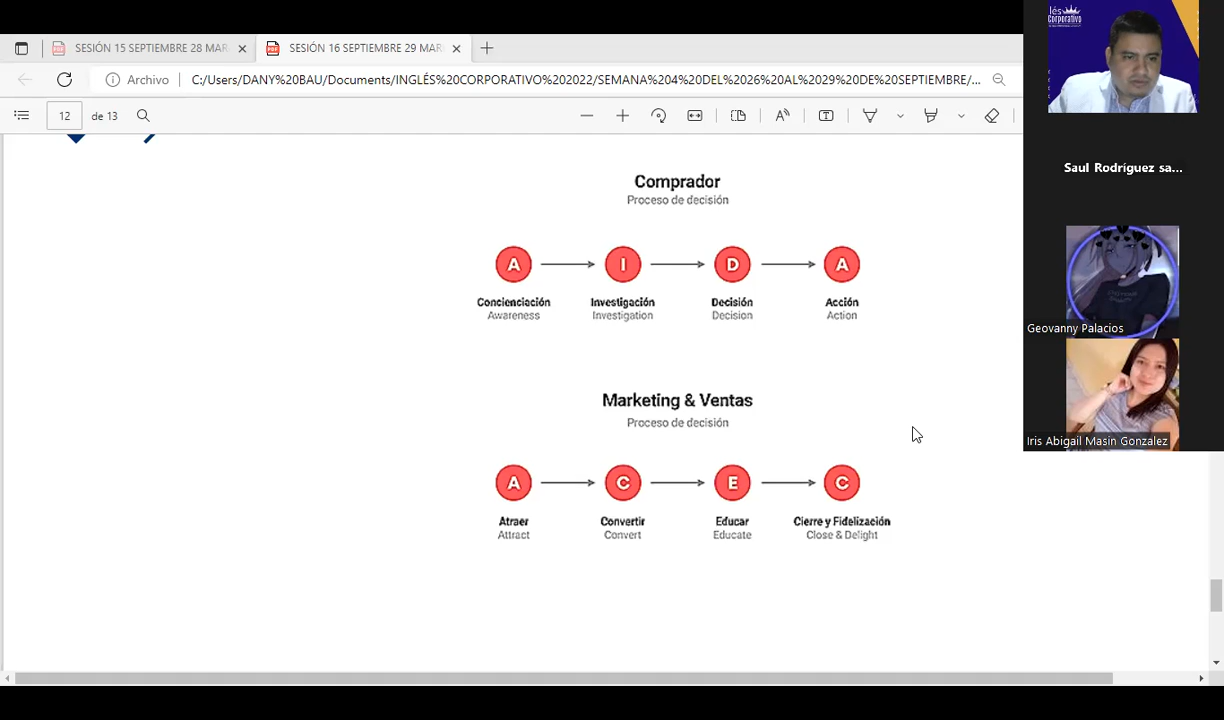 lés
Corporativo
SESIÓN 15 SEPTIEMBRE 28 MAR
SESIÓN 16 SEPTIEMBRE 29 MAR
Archivo
C:/Users/DANY%20BAU/Documents/INGLÉS%20CORPORATIVO%202022/SEMANA%204%20DEL%2026%20AL%2029%20DE%20SEPTIEMBRE/...
12 de 13
Saul Rodríguez sa...
Comprador
Proceso de decisión
A I D A
Concienciación Investigación Decisión Acción
Awareness Investigation Decision Action
Geovanny Palacios
Marketing & Ventas
Proceso de decisión
Iris Abigail Masin Gonzalez
A C E C
Atraer Convertir Educar Cierre y Fidelización
Attract Convert Educate Close & Delight